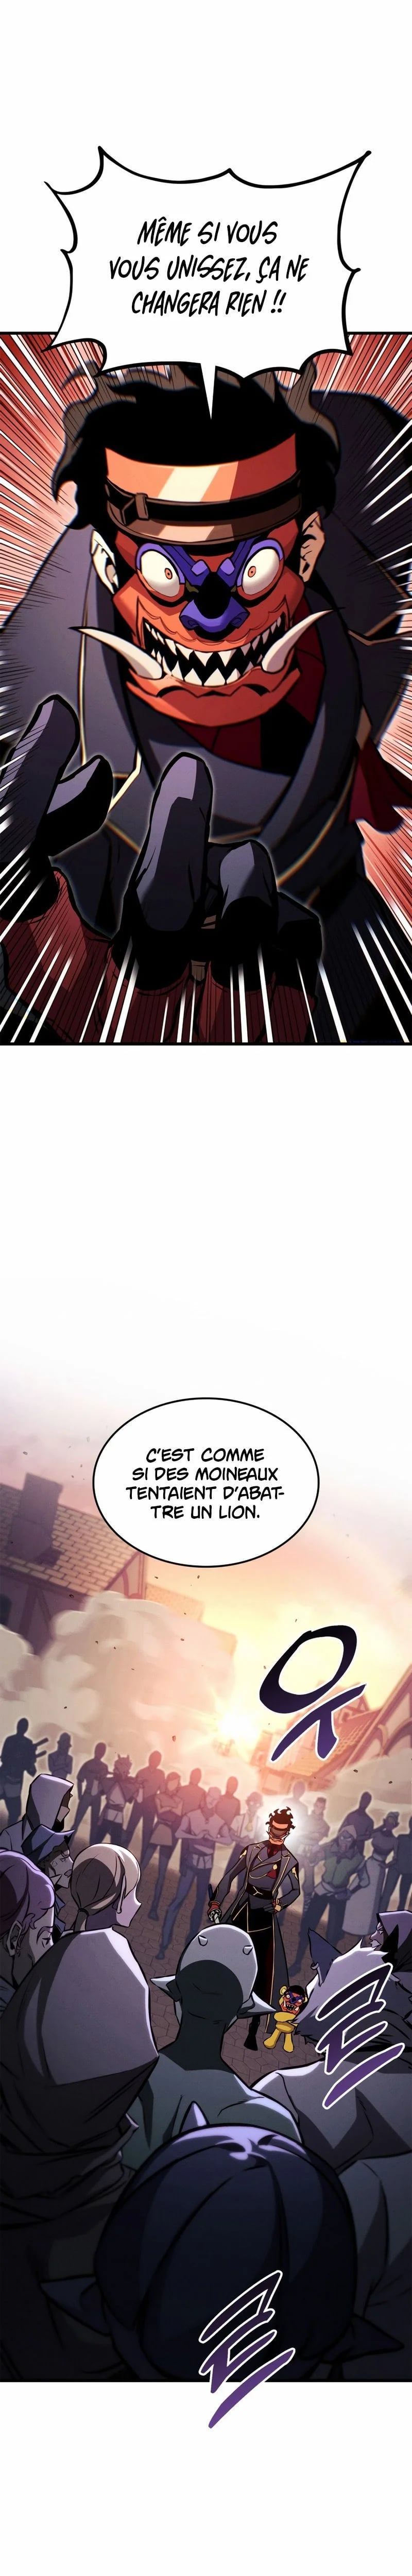 MÊME SI VOUS
VOUS UNISSEZ, ÇA NE
CHANGERA RIEN !!
C'EST COMME
SI DES MOINEAUX
TENTAIENT D'ABAT-
TRE UN LION.
우
르
르